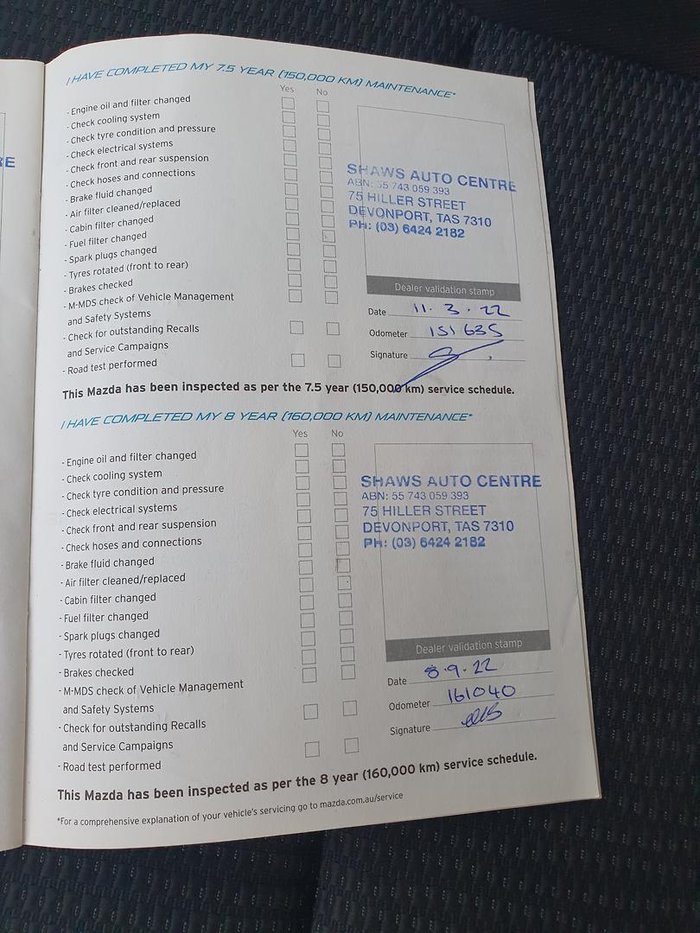 RE
I HAVE COMPLETED MY 7.5 YEAR (150,000 KM) MAINTENANCE*
Yes No
- Engine oil and filter changed
- Check cooling system
- Check tyre condition and pressure
- Check electrical systems
- Check front and rear suspension
- Check hoses and connections
- Brake fluid changed
- Air filter cleaned/replaced
- Cabin filter changed
- Fuel filter changed
- Spark plugs changed
- Tyres rotated (front to rear)
- Brakes checked
- M-MDS check of Vehicle Management
and Safety Systems
- Check for outstanding Recalls
and Service Campaigns
- Road test performed
SHAWS AUTO CENTRE
ABN: 55 743 059 393
75 HILLER STREET
DEVONPORT, TAS 7310
PH: (03) 6424 2182
Dealer validation stamp
Date 11.3.22
Odometer 151635
Signature
This Mazda has been inspected as per the 7.5 year (150,000 km) service schedule.
I HAVE COMPLETED MY 8 YEAR (160,000 KM) MAINTENANCE*
Yes No
- Engine oil and filter changed
- Check cooling system
- Check tyre condition and pressure
- Check electrical systems
- Check front and rear suspension
- Check hoses and connections
- Brake fluid changed
- Air filter cleaned/replaced
- Cabin filter changed
- Fuel filter changed
- Spark plugs changed
- Tyres rotated (front to rear)
- Brakes checked
- M-MDS check of Vehicle Management
and Safety Systems
- Check for outstanding Recalls
and Service Campaigns
- Road test performed
SHAWS AUTO CENTRE
ABN: 55 743 059 393
75 HILLER STREET
DEVONPORT, TAS 7310
PH: (03) 6424 2182
Dealer validation stamp
Date 8.9.22
Odometer 161040
Signature
This Mazda has been inspected as per the 8 year (160,000 km) service schedule.
*For a comprehensive explanation of your vehicle's servicing go to mazda.com.au/service